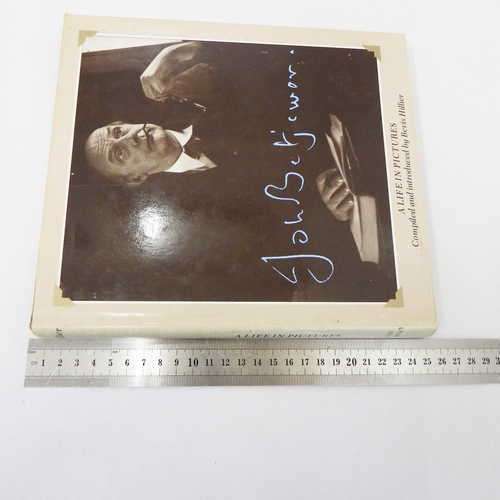 John Betjeman.
A LIFE IN PICTURES
Compiled and introduced by Bevis Hillier
A LIFE IN PICTURES
1 2 3 4 5 6 7 8 9 10 11 12 13 14 15 16 17 18 19 20 21 22 23 24 25 26 27 28 29